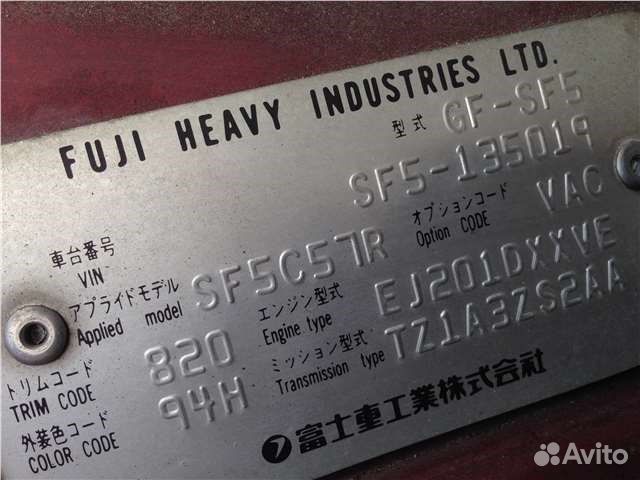 FUJI HEAVY INDUSTRIES LTD.
型式 GF-SF5
車台番号 VIN SF5-135019
アプライドモデル Applied model SF5C57R オプションコード Option CODE VAC
トリムコード TRIM CODE 820 エンジン型式 Engine type EJ201DXXVE
外装色コード COLOR CODE 94H ミッション型式 Transmission type TZ1A3ZS2AA
富士重工業株式会社
Avito